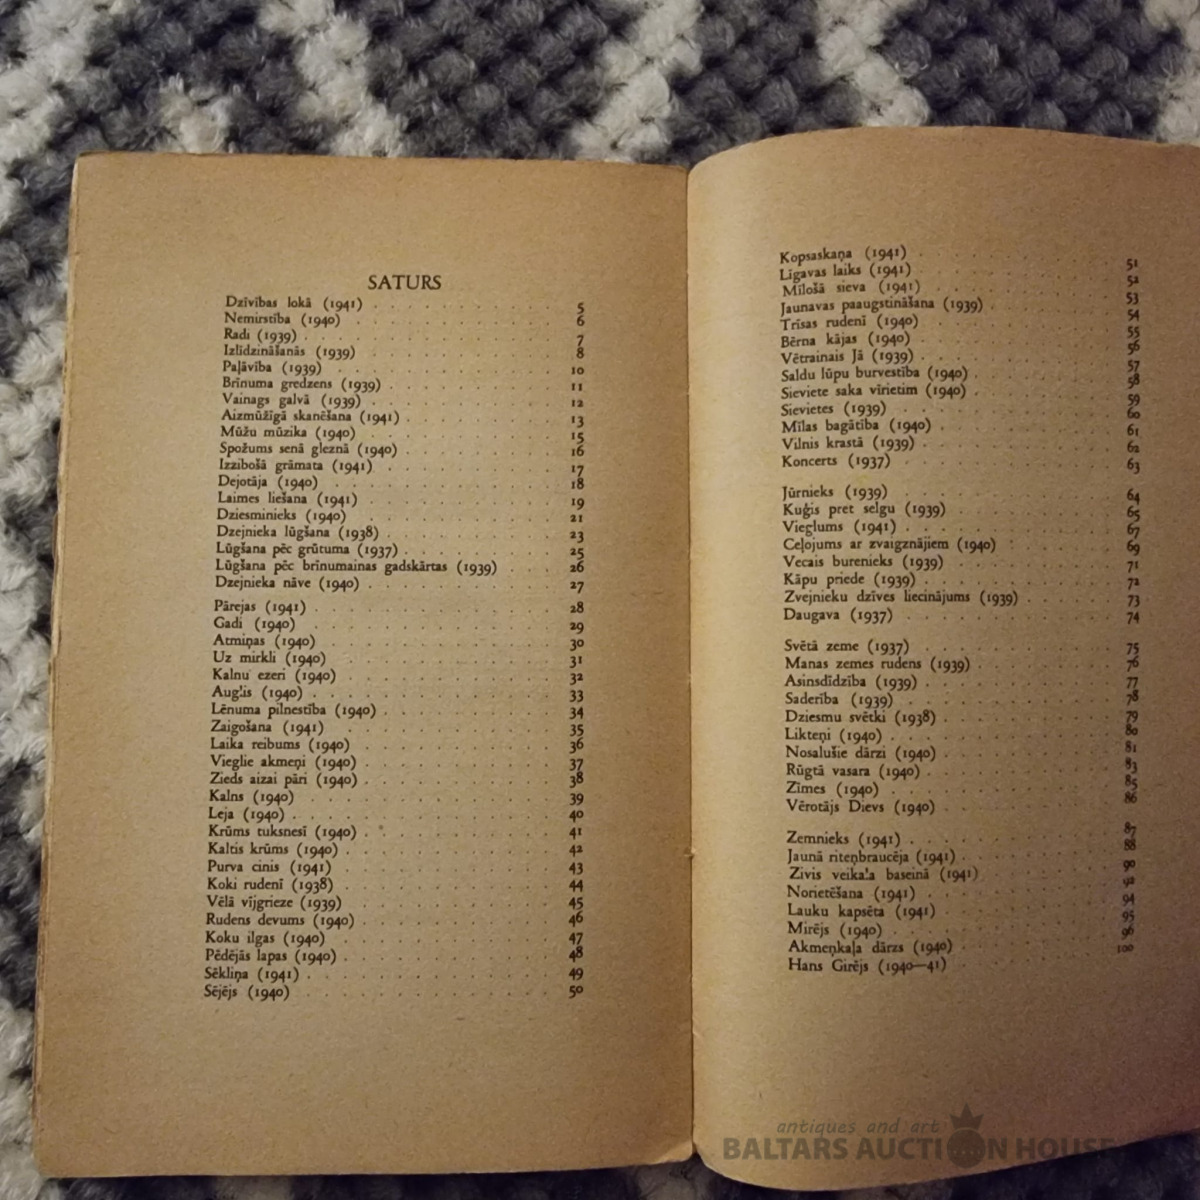 SATURS
Dzīvības lokā (1941) 5
Nemirstība (1940) 6
Radi (1939) 7
Izlīdzināšanās (1939) 8
Paļāvība (1939) 10
Brīnuma gredzens (1939) 11
Vainags galvā (1939) 12
Aizmūžīgā skanēšana (1941) 13
Mūžu mūzika (1940) 15
Spožums senā gleznā (1940) 16
Izzibošā grāmata (1941) 17
Dejotāja (1940) 18
Laimes liešana (1941) 19
Dziesminieks (1940) 21
Dzejnieka lūgšana (1938) 23
Lūgšana pēc grūtuma (1937) 25
Lūgšana pēc brīnumainas gadskārtas (1939) 26
Dzejnieka nāve (1940) 27
Pārejas (1941) 28
Gadi (1940) 29
Atmiņas (1940) 30
Uz mirkli (1940) 31
Kalnu ezeri (1940) 32
Auglis (1940) 33
Lēnuma pilnestība (1940) 34
Zaigošana (1941) 35
Laika reibums (1940) 36
Vieglie akmeņi (1940) 37
Zieds aizai pāri (1940) 38
Kalns (1940) 39
Leja (1940) 40
Krūms tuksnesī (1940) 41
Kaltis krūms (1940) 42
Purva cinis (1941) 43
Koki rudenī (1938) 44
Vēlā vījgrieze (1939) 45
Rudens devums (1940) 46
Koku ilgas (1940) 47
Pēdējās lapas (1940) 48
Sēkliņa (1941) 49
Sējējs (1940) 50
Kopsaskaņa (1941) 51
Līgavas laiks (1941) 52
Mīlošā sieva (1941) 53
Jaunavas paaugstināšana (1939) 54
Trīsas rudenī (1940) 55
Bērna kājas (1940) 56
Vētrainais Jā (1939) 57
Saldu lūpu burvestība (1940) 58
Sieviete saka vīrietim (1940) 59
Sievietes (1939) 60
Mīlas bagātība (1940) 61
Vilnis krastā (1939) 62
Koncerts (1937) 63
Jūrnieks (1939) 64
Kuģis pret selgu (1939) 65
Vieglums (1941) 67
Ceļojums ar zvaigznājiem (1940) 69
Vecais burenieks (1939) 71
Kāpu priede (1939) 72
Zvejnieku dzīves liecinājums (1939) 73
Daugava (1937) 74
Svētā zeme (1937) 75
Manas zemes rudens (1939) 76
Asinsdīdzība (1939) 77
Saderība (1939) 78
Dziesmu svētki (1938) 79
Likteņi (1940) 80
Nosalušie dārzi (1940) 81
Rūgtā vasara (1940) 83
Zīmes (1940) 85
Vērotājs Dievs (1940) 86
Zemnieks (1941) 87
Jaunā riteņbraucēja (1941) 88
Zivis veikala baseinā (1941) 90
Norietēšana (1941) 92
Lauku kapsēta (1941) 94
Mirējs (1940) 95
Akmeņkaļa dārzs (1940) 96
Hans Girējs (1940—41) 100
antiques and art
BALTARS AUCTION HOUSE